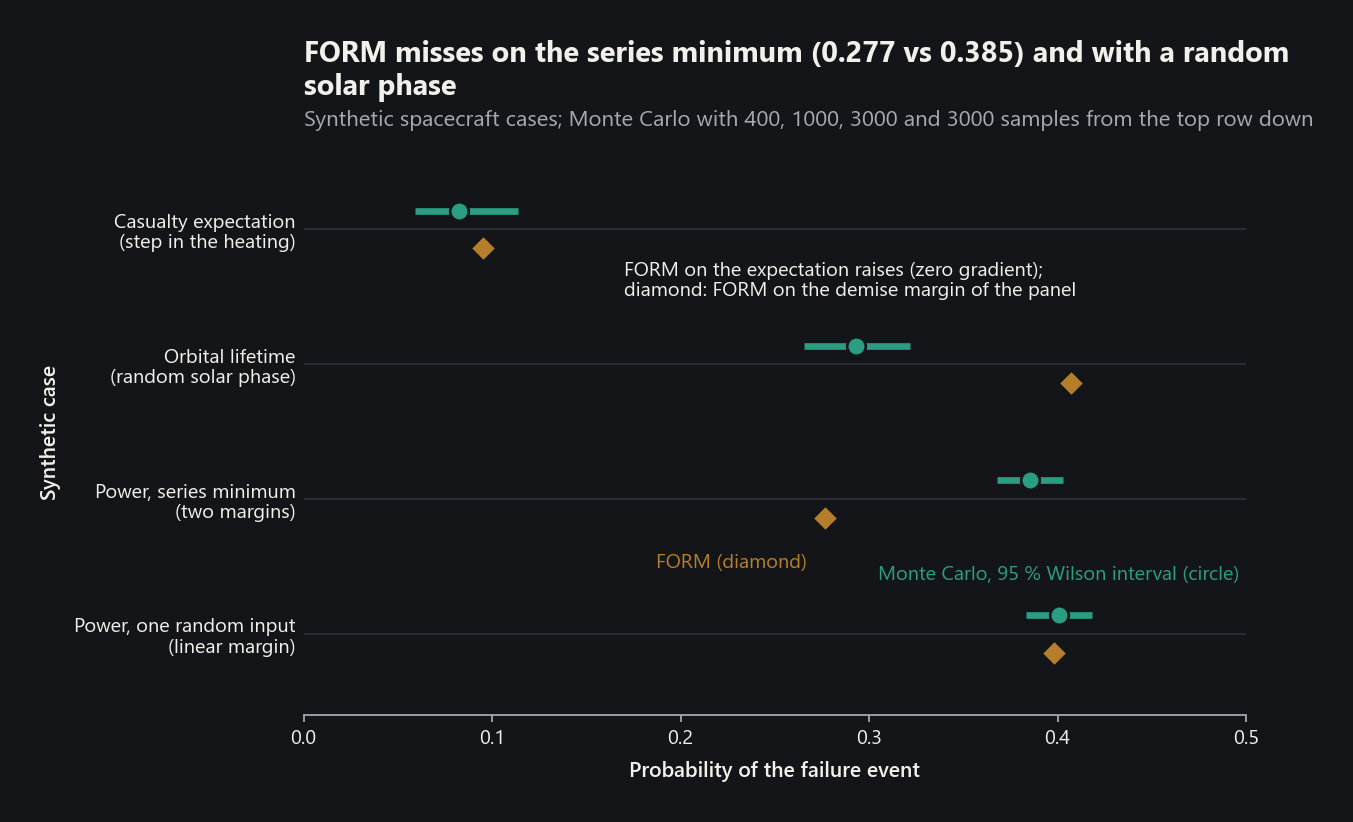 FORM misses on the series minimum (0.277 vs 0.385) and with a random
solar phase
Synthetic spacecraft cases; Monte Carlo with 400, 1000, 3000 and 3000 samples from the top row down
Casualty expectation
(step in the heating)
FORM on the expectation raises (zero gradient);
diamond: FORM on the demise margin of the panel
Orbital lifetime
(random solar phase)
Synthetic case
Power, series minimum
(two margins)
FORM (diamond)
Monte Carlo, 95 % Wilson interval (circle)
Power, one random input
(linear margin)
0.0 0.1 0.2 0.3 0.4 0.5
Probability of the failure event